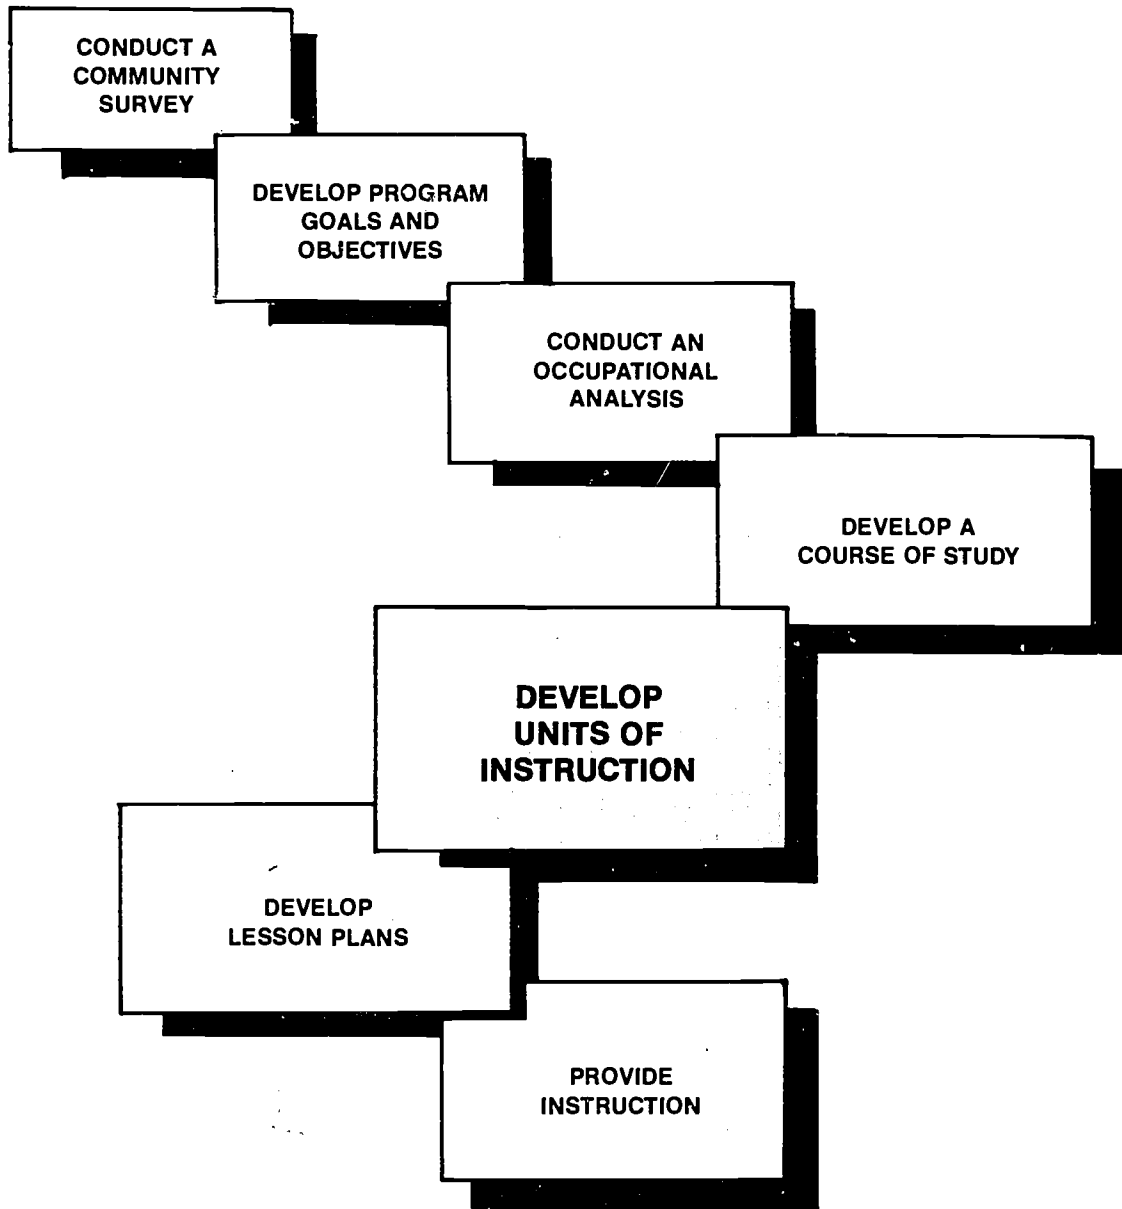 CONDUCT A
COMMUNITY
SURVEY
DEVELOP PROGRAM
GOALS AND
OBJECTIVES
CONDUCT AN
OCCUPATIONAL
ANALYSIS
DEVELOP A
COURSE OF STUDY
DEVELOP
UNITS OF
INSTRUCTION
DEVELOP
LESSON PLANS
PROVIDE
INSTRUCTION